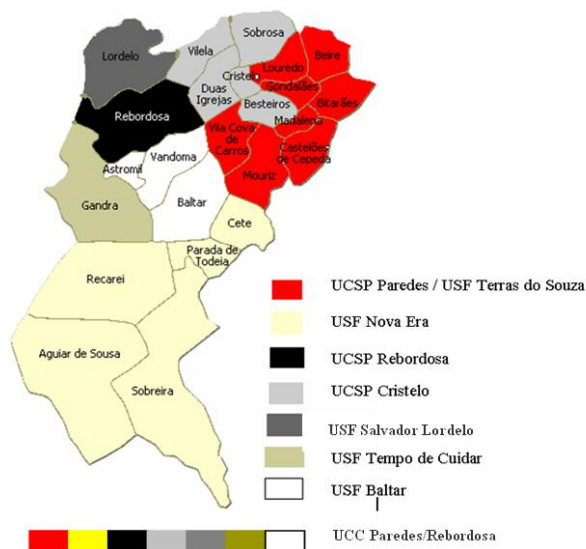 Sobrosa
Lordelo
Vilela
Beira
Louredo
Cristelo
Gondalães
Duas
Igrejas
Bitarães
Besteiros
Rebordosa
Madalena
Vila Cova
de
Carros
Castelões
de Cepeda
Vandoma
Astromil
Mouriz
Gandra
Baltar
Cete
Parada de
Todeia
Recarei
Aguiar de Sousa
Sobreira
UCSP Paredes / USF Terras do Souza
USF Nova Era
UCSP Rebordosa
UCSP Cristelo
USF Salvador Lordelo
USF Tempo de Cuidar
USF Baltar
UCC Paredes/Rebordosa